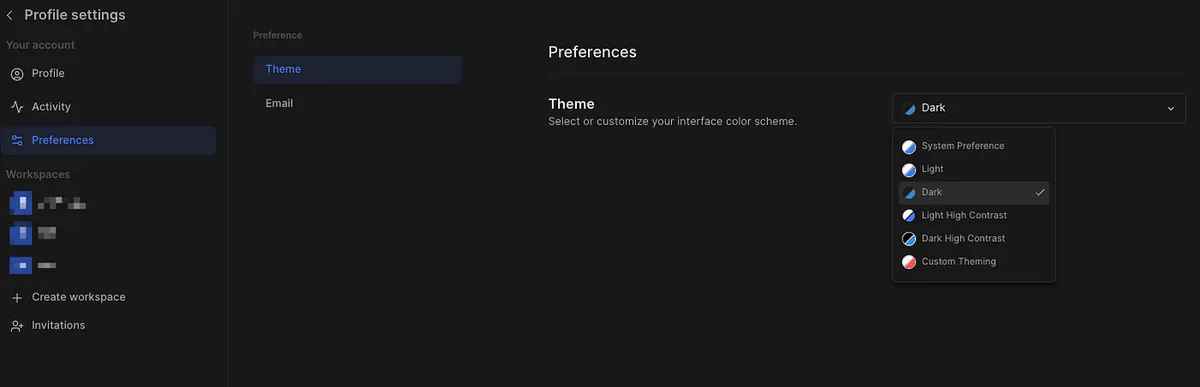 Profile settings
Your account
Profile
Activity
Preferences
Workspaces
Create workspace
Invitations
Preference
Theme
Email
Preferences
Theme
Select or customize your interface color scheme.
Dark
System Preference
Light
Dark
Light High Contrast
Dark High Contrast
Custom Theming